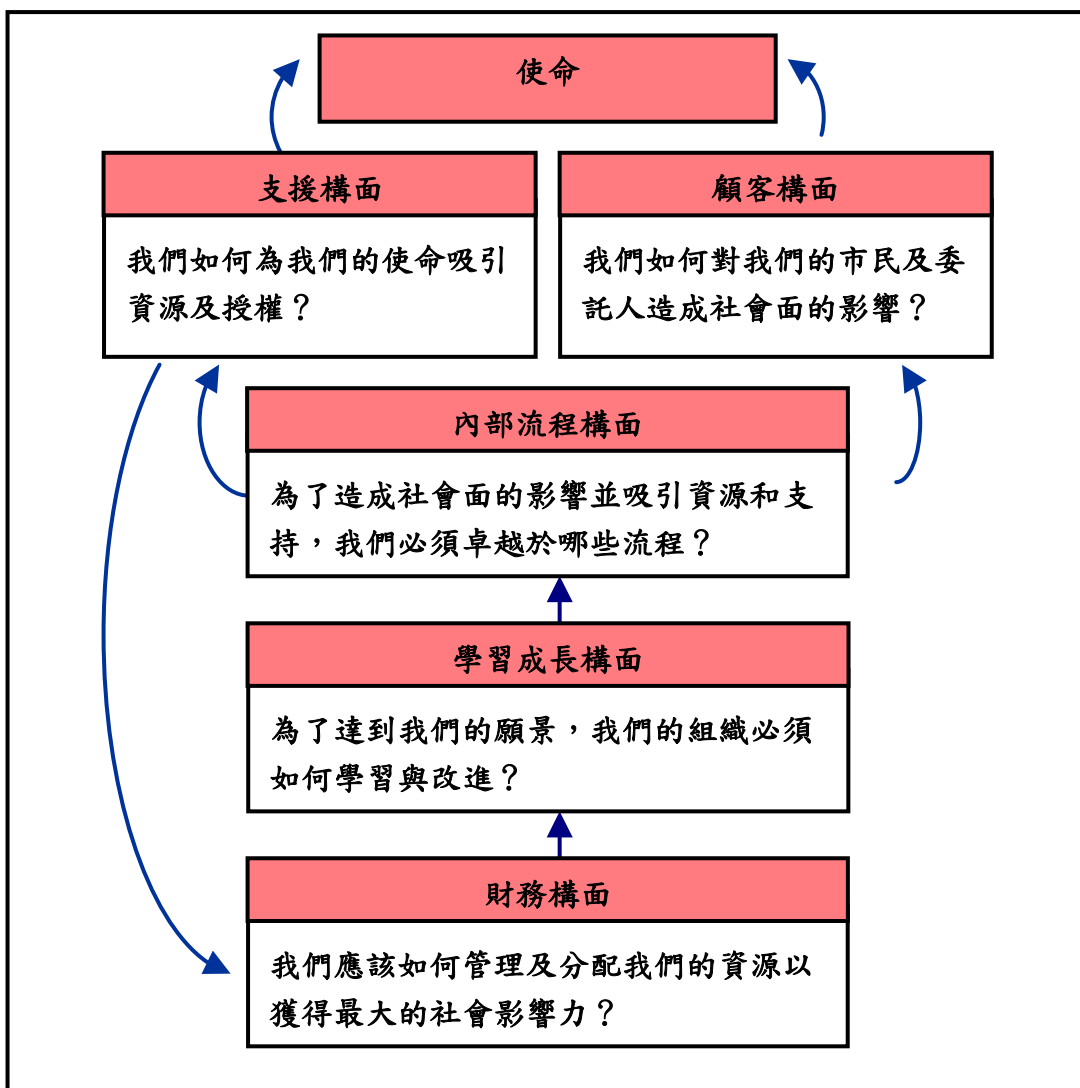 使命
支援構面
我們如何為我們的使命吸引
資源及授權？
顧客構面
我們如何對我們的市民及委
託人造成社會面的影響？
內部流程構面
為了造成社會面的影響並吸引資源和支
持，我們必須卓越於哪些流程？
學習成長構面
為了達到我們的願景，我們的組織必須
如何學習與改進？
財務構面
我們應該如何管理及分配我們的資源以
獲得最大的社會影響力？